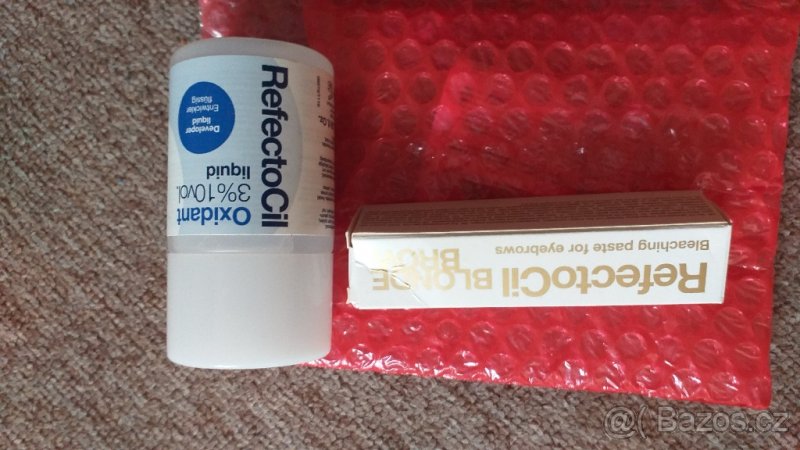 RefectoCil
Oxidant
3% 10vol.
liquid
Developer
liquid
Entwickler
flüssig
RefectoCil BLONDE
BROW
Bleaching paste for eyebrows
@( Bazos.cz